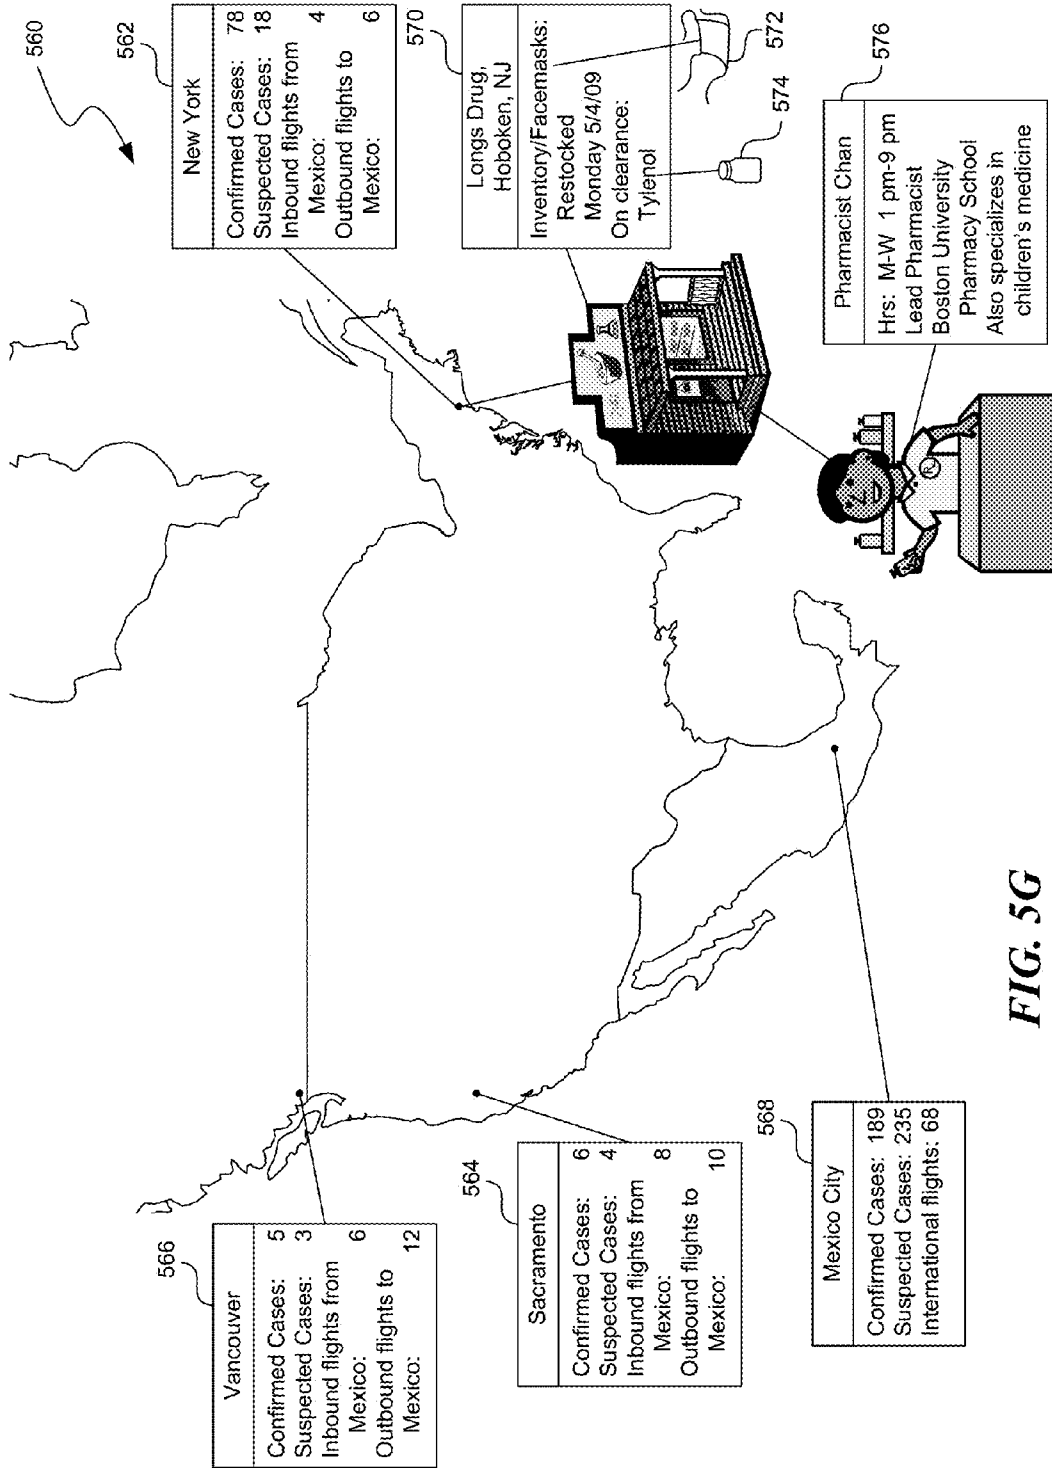 560
562
New York
Confirmed Cases: 78
Suspected Cases: 18
Inbound flights from
Mexico: 4
Outbound flights to
Mexico: 6
566
Vancouver
Confirmed Cases: 5
Suspected Cases: 3
Inbound flights from
Mexico: 6
Outbound flights to
Mexico: 12
564
Sacramento
Confirmed Cases: 6
Suspected Cases: 4
Inbound flights from
Mexico: 8
Outbound flights to
Mexico: 10
570
Longs Drug,
Hoboken, NJ
Inventory/Facemasks:
Restocked
Monday 5/4/09
On clearance:
Tylenol
572
574
568
Mexico City
Confirmed Cases: 189
Suspected Cases: 235
International flights: 68
576
Pharmacist Chan
Hrs: M-W 1 pm-9 pm
Lead Pharmacist
Boston University
Pharmacy School
Also specializes in
children's medicine
FIG. 5G